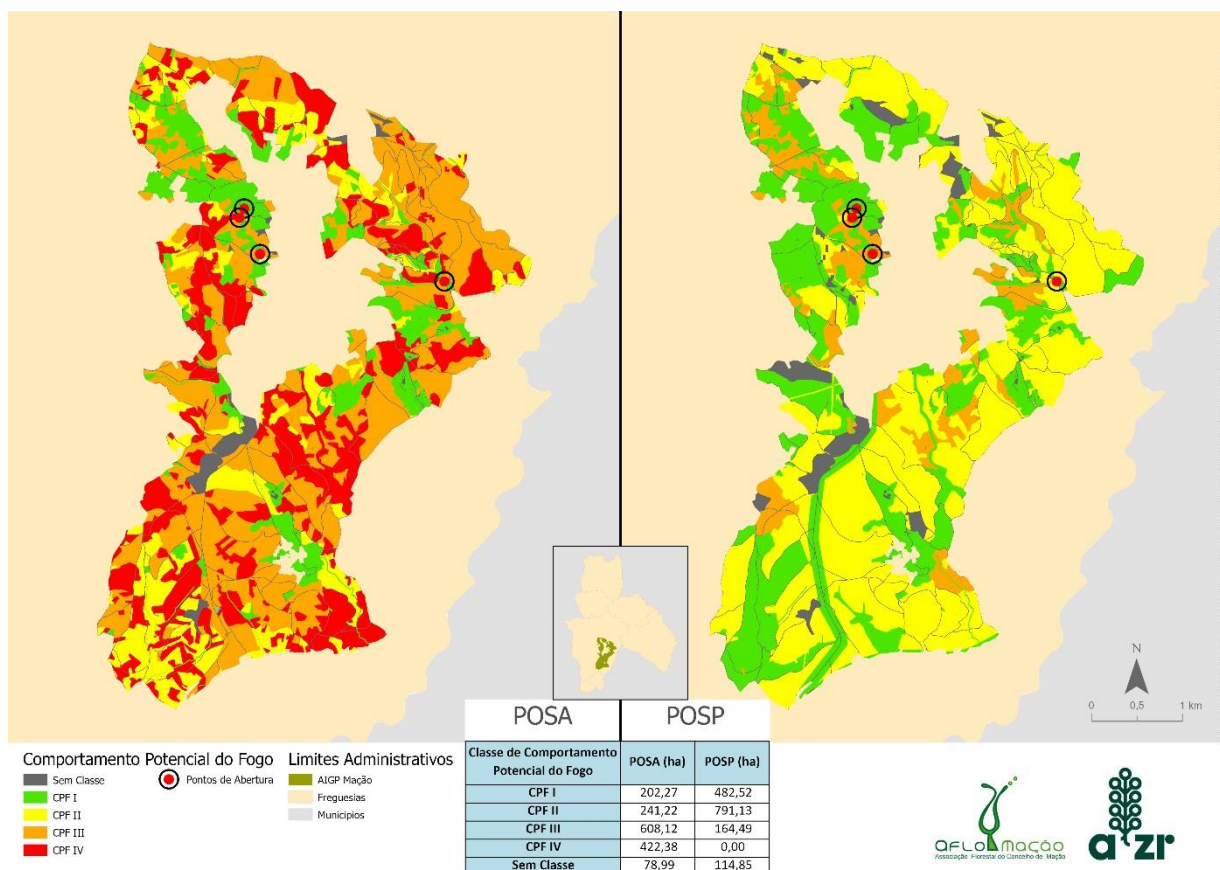 N
0 0,5 1 km
POSA POSP
Comportamento Potencial do Fogo
Sem Classe
CPF I
CPF II
CPF III
CPF IV
Pontos de Abertura
Limites Administrativos
AIGP Mação
Freguesias
Municipios
Classe de Comportamento Potencial do Fogo POSA (ha) POSP (ha)
CPF I 202,27 482,52
CPF II 241,22 791,13
CPF III 608,12 164,49
CPF IV 422,38 0,00
Sem Classe 78,99 114,85
aflomação
Associação Florestal do Concelho de Mação
aizr